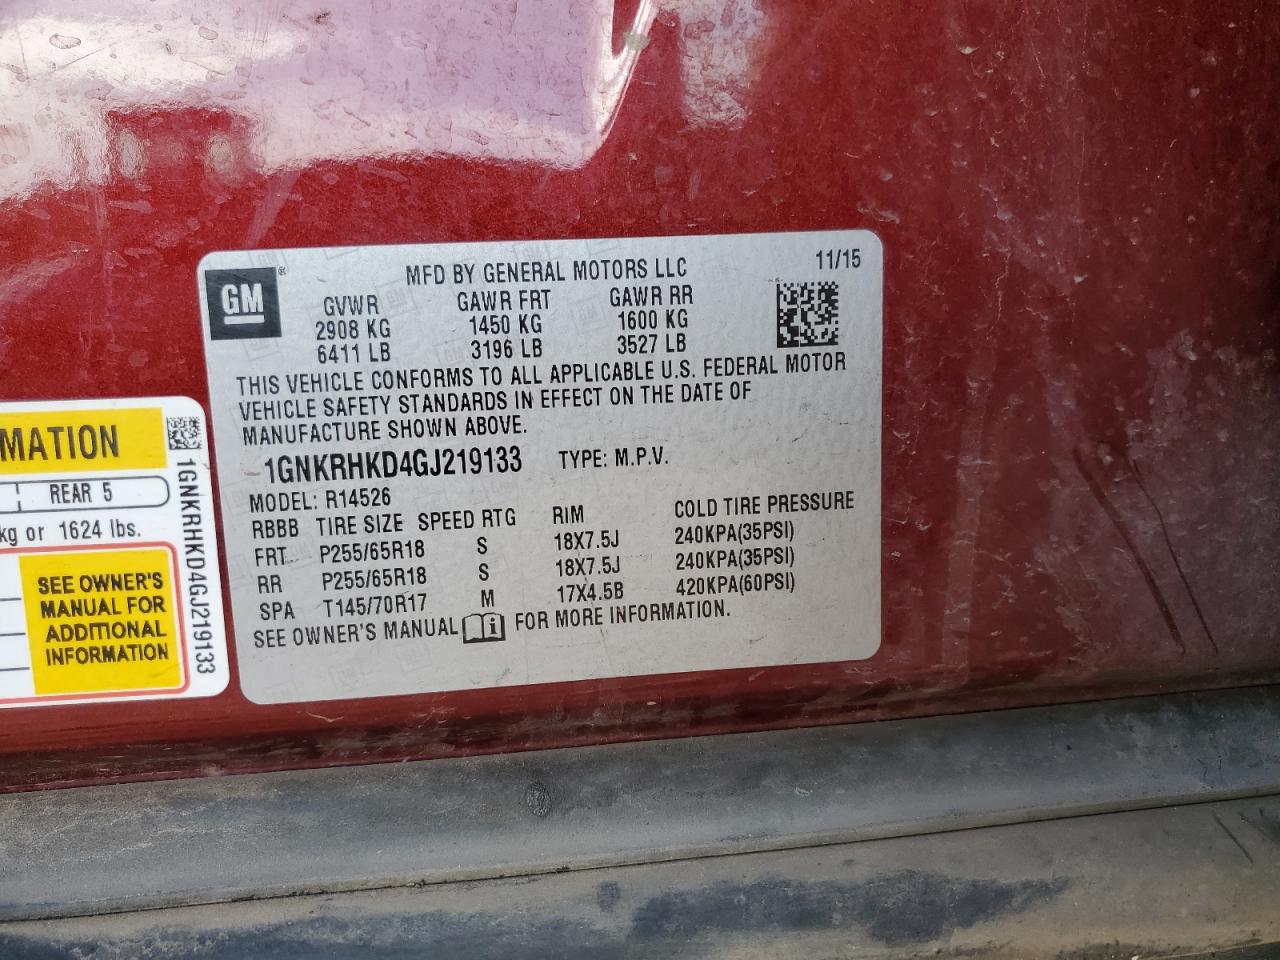 GM®
MFD BY GENERAL MOTORS LLC
11/15
GVWR GAWR FRT GAWR RR
2908 KG 1450 KG 1600 KG
6411 LB 3196 LB 3527 LB
THIS VEHICLE CONFORMS TO ALL APPLICABLE U.S. FEDERAL MOTOR
VEHICLE SAFETY STANDARDS IN EFFECT ON THE DATE OF
MANUFACTURE SHOWN ABOVE.
1GNKRHKD4GJ219133 TYPE: M.P.V.
MODEL: R14526
RBBB TIRE SIZE SPEED RTG RIM COLD TIRE PRESSURE
FRT P255/65R18 S 18X7.5J 240KPA(35PSI)
RR P255/65R18 S 18X7.5J 240KPA(35PSI)
SPA T145/70R17 M 17X4.5B 420KPA(60PSI)
SEE OWNER'S MANUAL i FOR MORE INFORMATION.
MATION
REAR 5
kg or 1624 lbs.
SEE OWNER'S
MANUAL FOR
ADDITIONAL
INFORMATION
1GNKRHKD4GJ219133